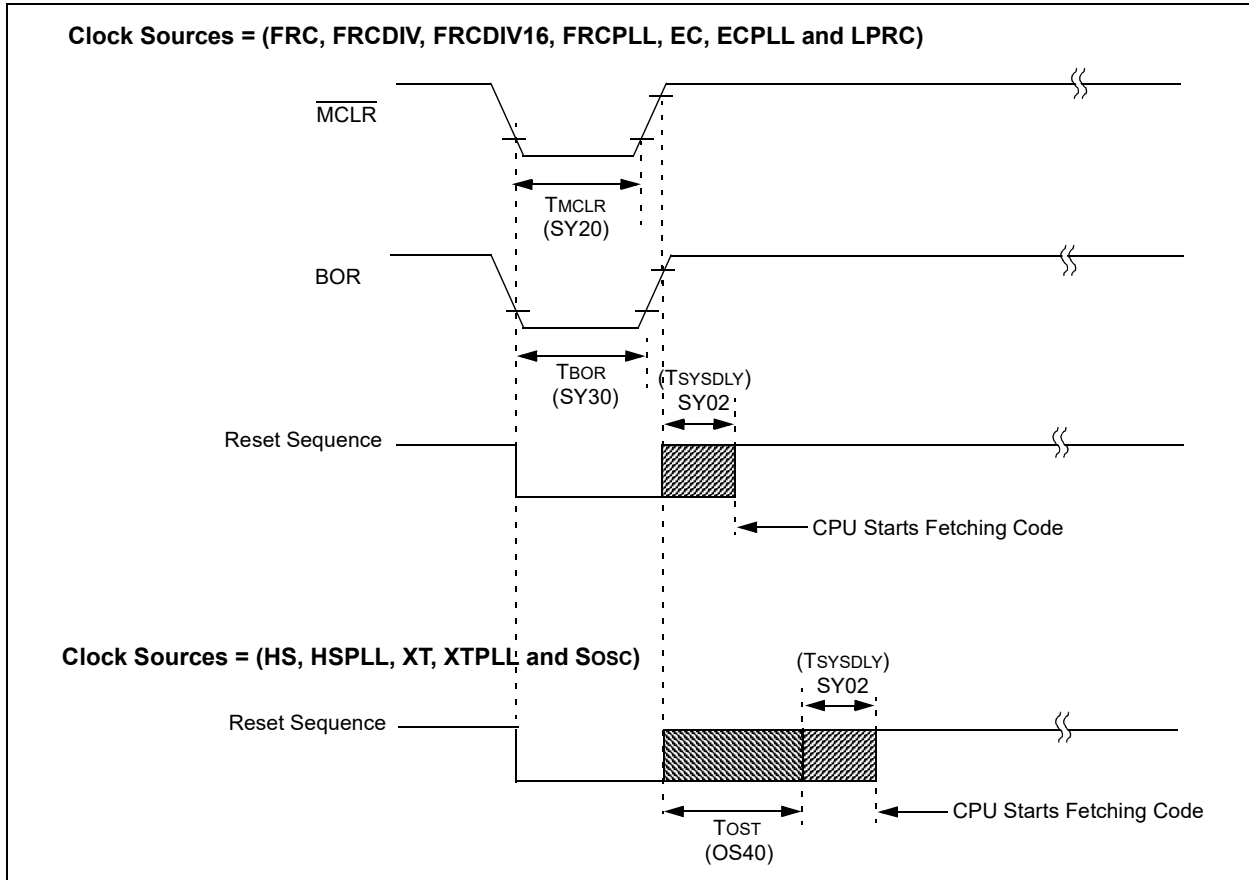 Clock Sources = (FRC, FRCDIV, FRCDIV16, FRCPLL, EC, ECPLL and LPRC)
MCLR
TMCLR
(SY20)
BOR
TBOR
(SY30)
(TSYSDLY)
SY02
Reset Sequence
CPU Starts Fetching Code
Clock Sources = (HS, HSPLL, XT, XTPLL and SOSC)
(TSYSDLY)
SY02
Reset Sequence
CPU Starts Fetching Code
TOST
(OS40)